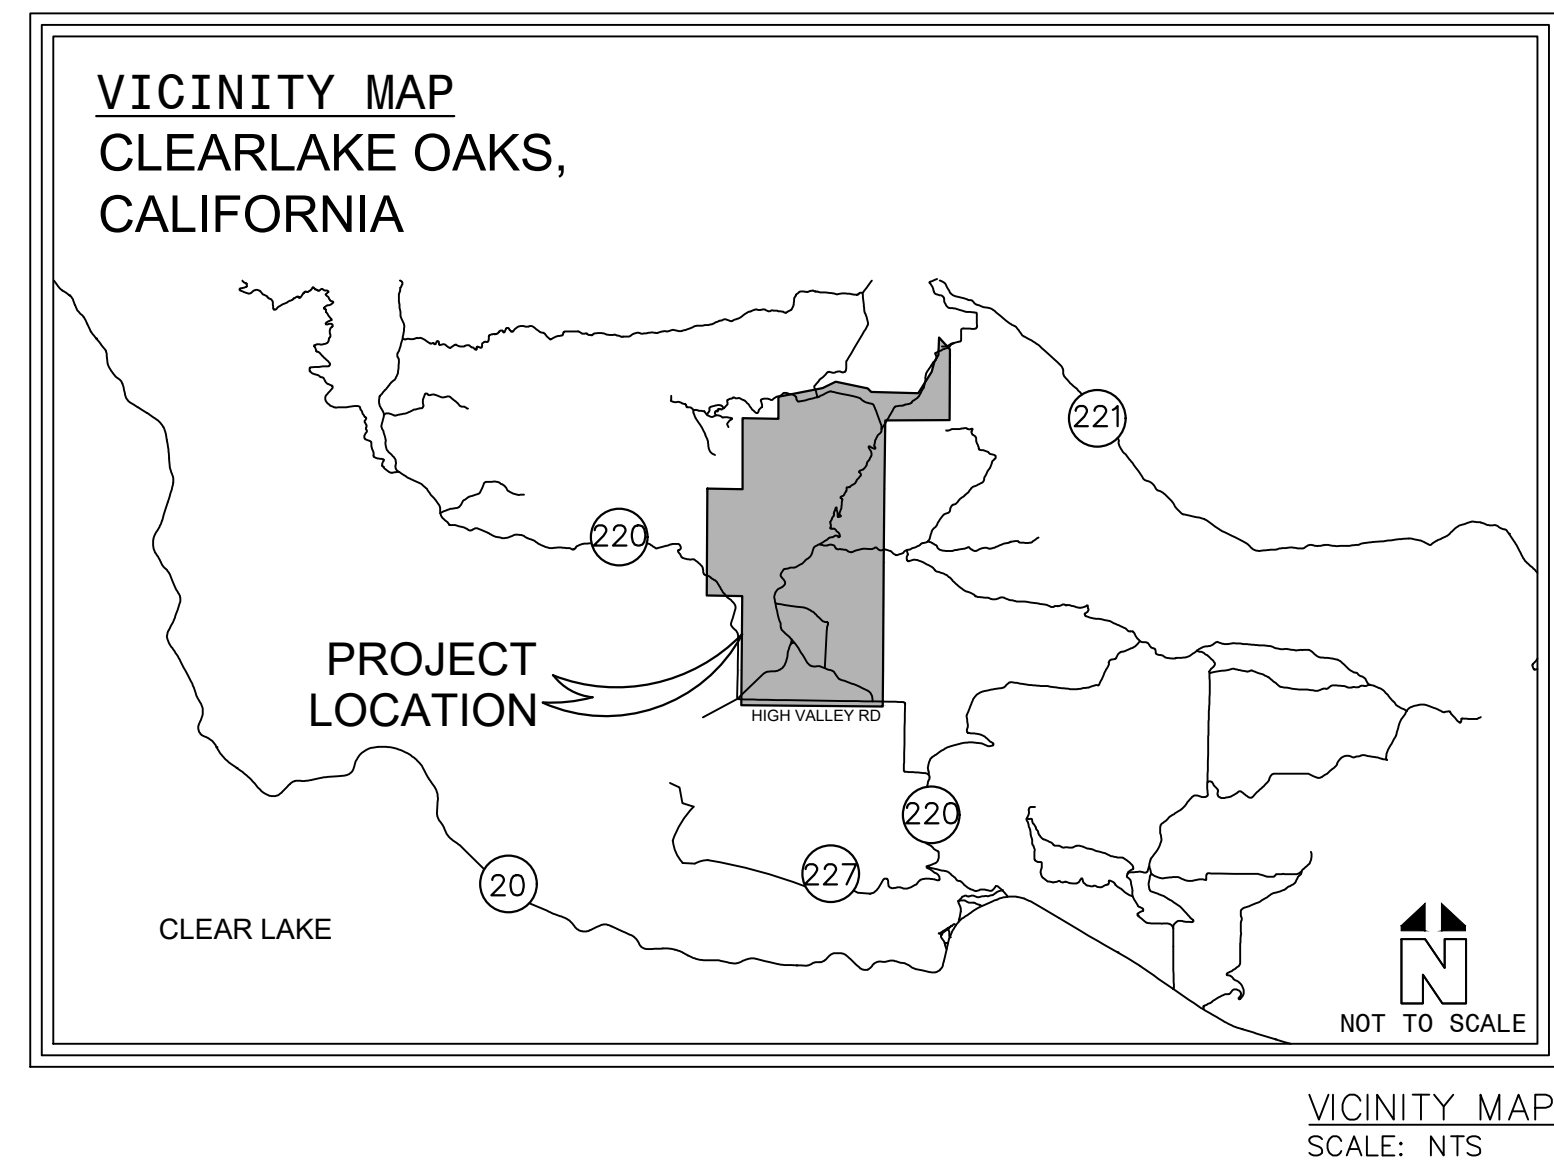 VICINITY MAP
CLEARLAKE OAKS,
CALIFORNIA
221
220
PROJECT
LOCATION
HIGH VALLEY RD
220
227
20
CLEAR LAKE
N
NOT TO SCALE
VICINITY MAP
SCALE: NTS